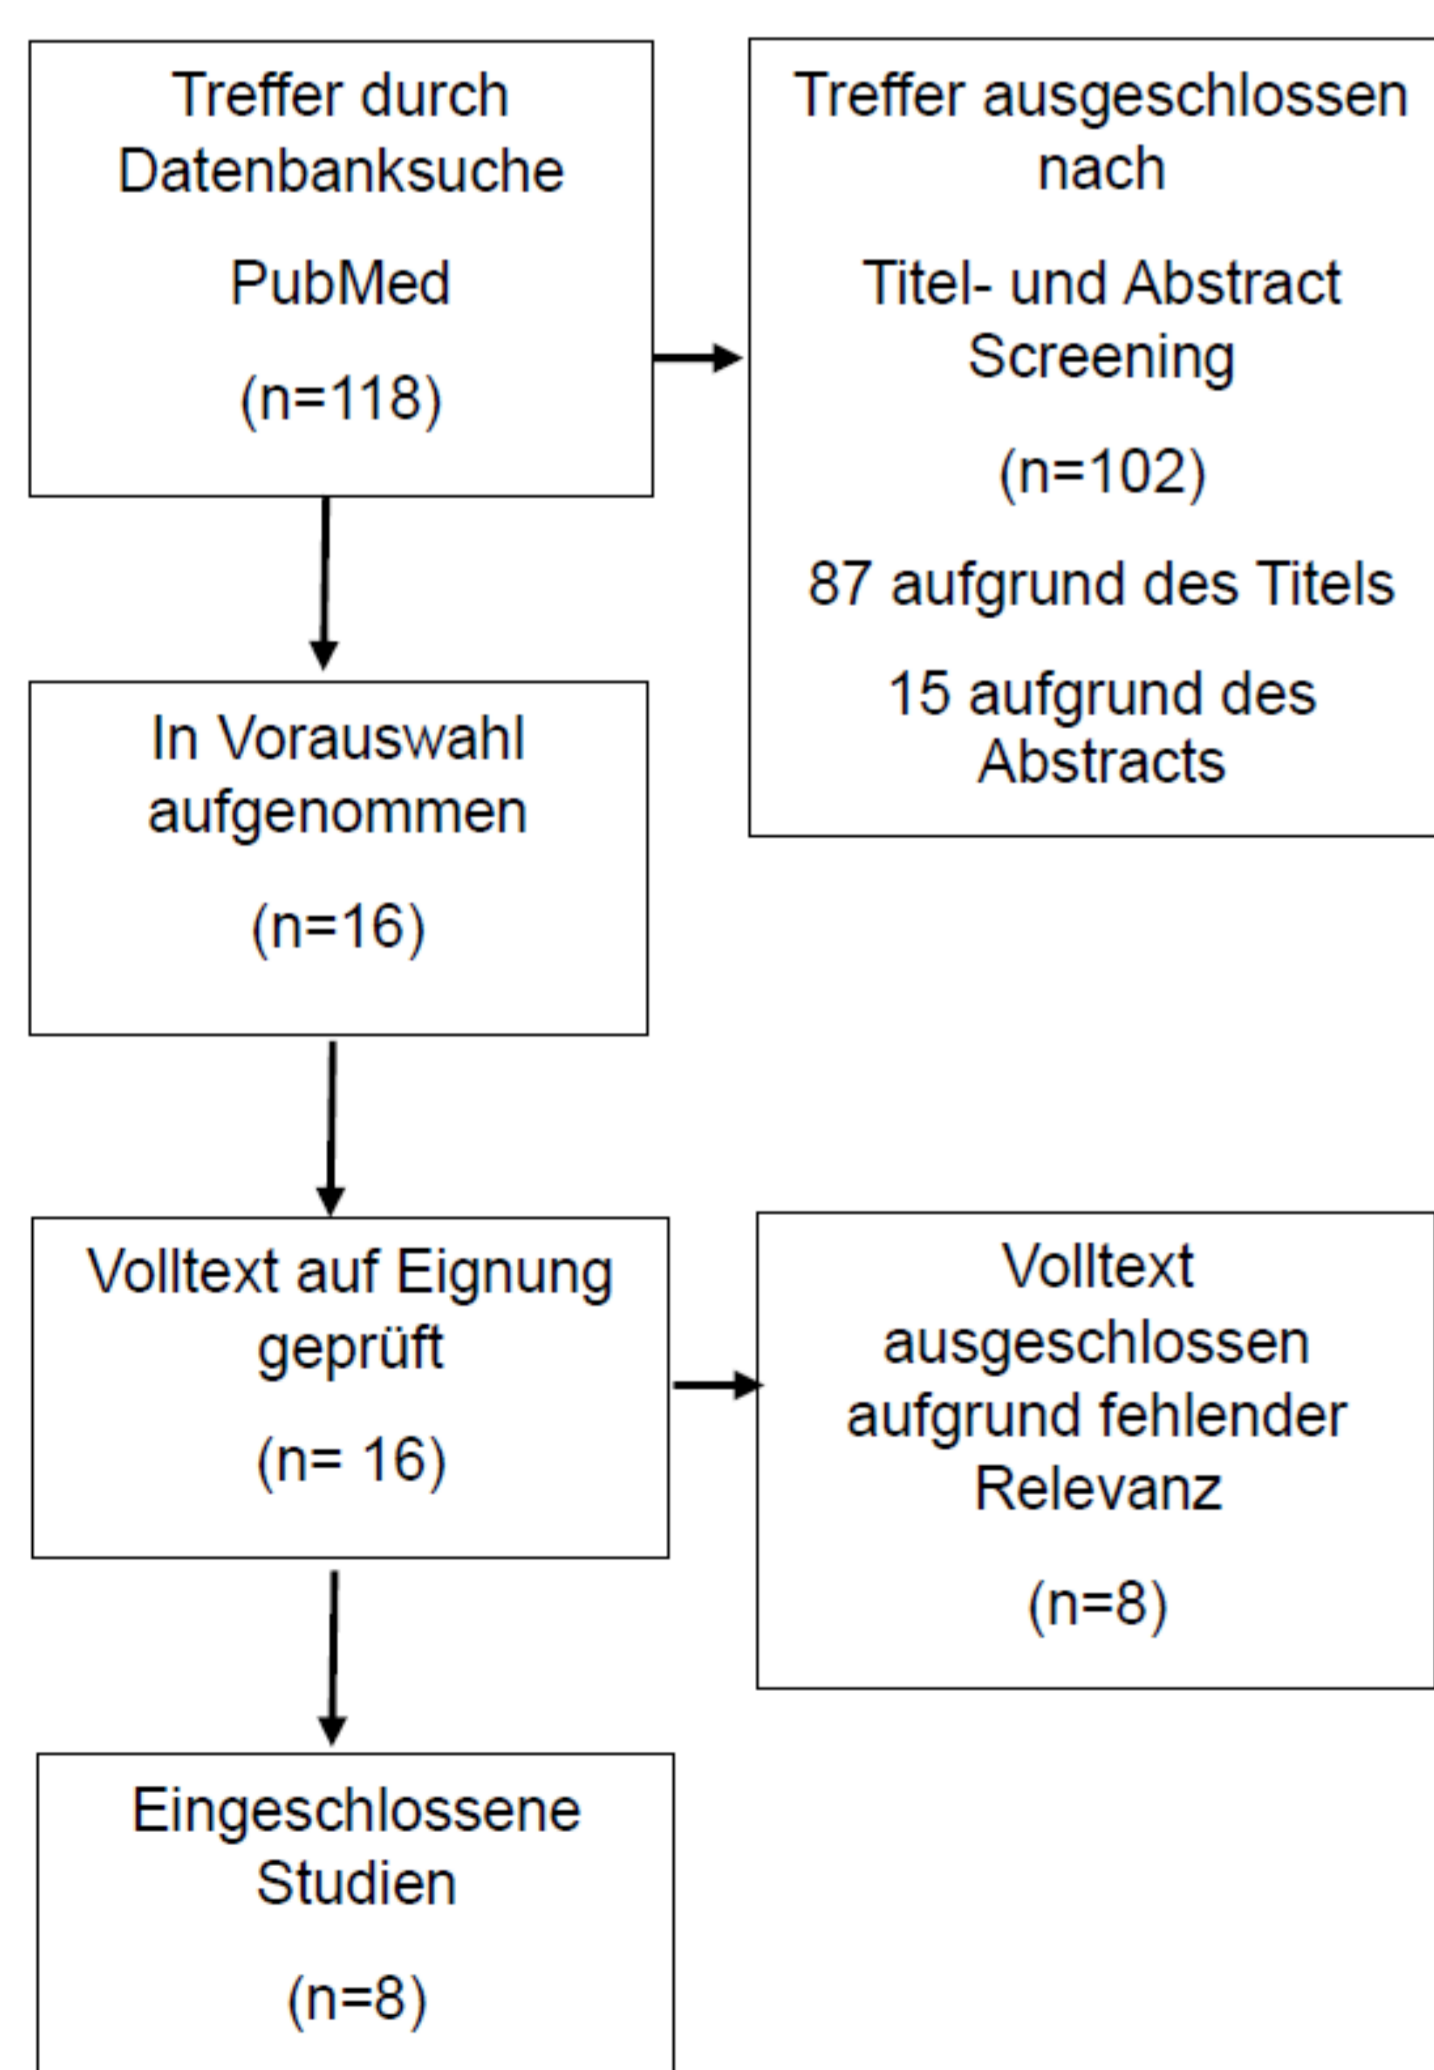 Treffer durch
Datenbanksuche
PubMed
(n=118)
Treffer ausgeschlossen
nach
Titel- und Abstract
Screening
(n=102)
87 aufgrund des Titels
15 aufgrund des
Abstracts
In Vorauswahl
aufgenommen
(n=16)
Volltext auf Eignung
geprüft
(n= 16)
Volltext
ausgeschlossen
aufgrund fehlender
Relevanz
(n=8)
Eingeschlossene
Studien
(n=8)